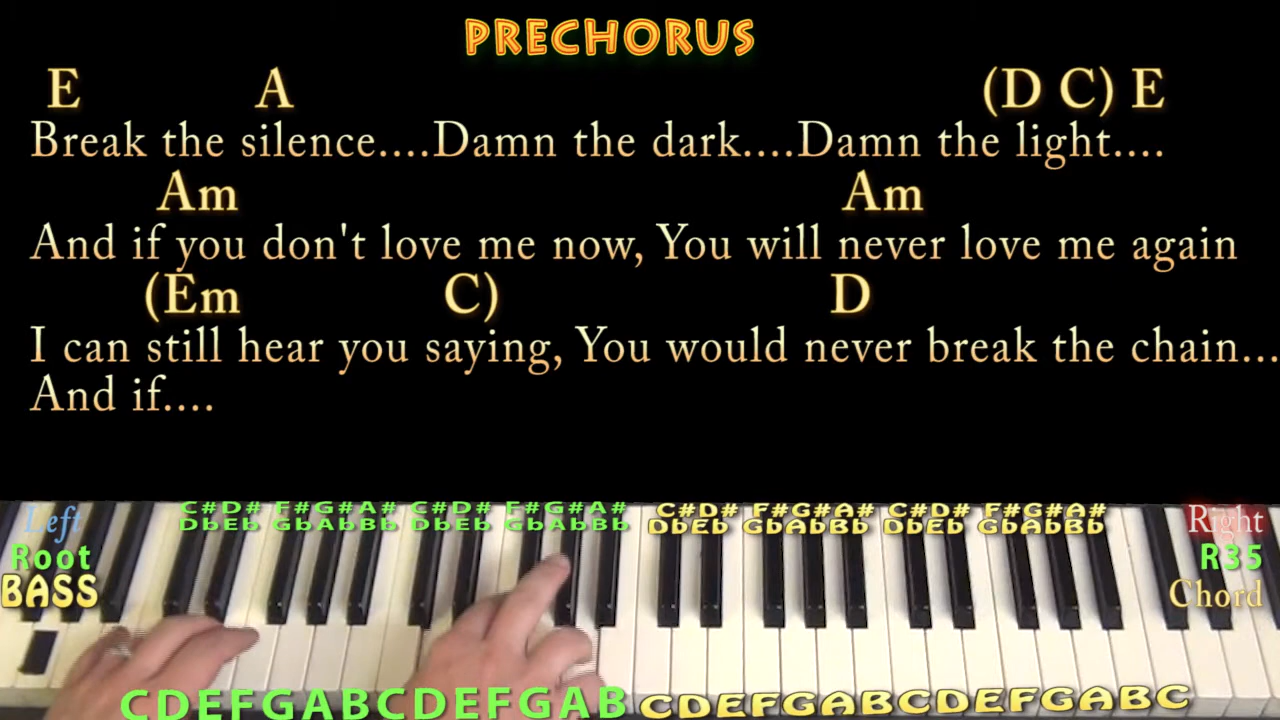 PRECHORUS
E A (D C) E
Break the silence....Damn the dark....Damn the light....
Am Am
And if you don't love me now, You will never love me again
(Em C) D
I can still hear you saying, You would never break the chain...
And if....
C#D# F#G#A# C#D# F#G#A# C#D# F#G#A# C#D# F#G#A#
DbEb GbAbBb DbEb GbAbBb DbEb GbAbBb DbEb GbAbBb
Left
Root
BASS
Right
R35
Chord
CDEFGABCDEFGAB CDEFGABCDEFGABC